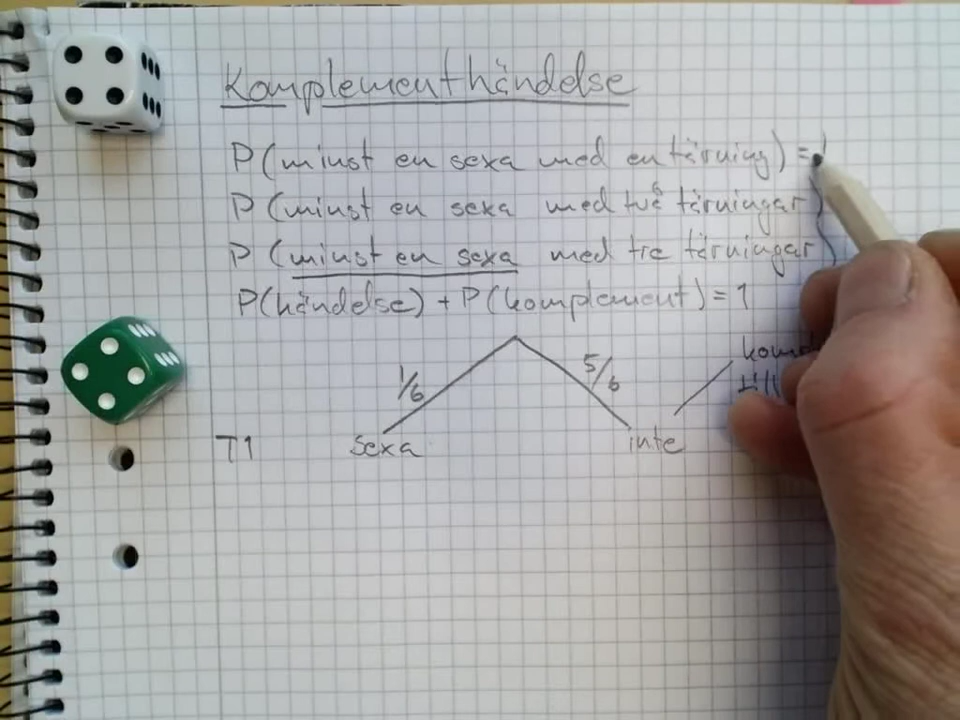 Komplementhändelse
P(minst en sexa med en tärning) =
P(minst en sexa med två tärningar)
P(minst en sexa med tre tärningar)
P(händelse) + P(komplement) = 1
1/6 5/6
T1 sexa inte